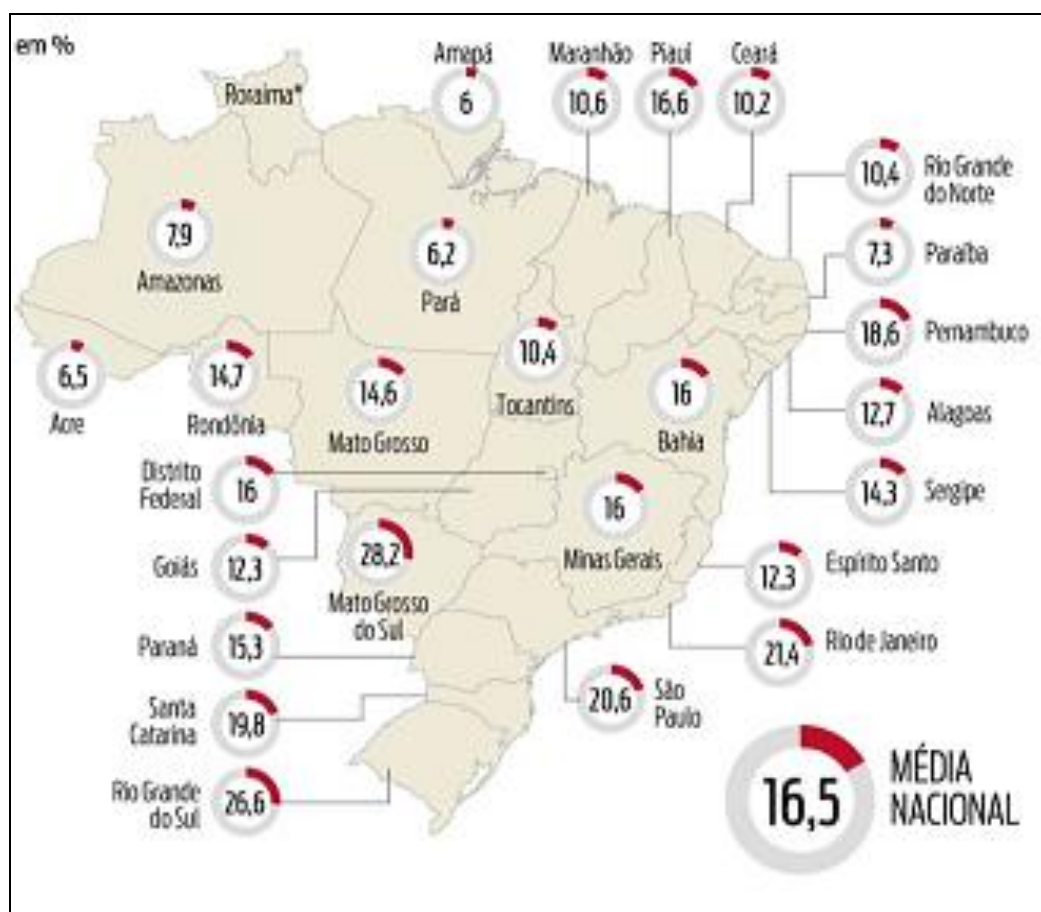 em %
Amapá
6
Maranhão
10,6
Piauí
16,6
Ceará
10,2
Roraima*
10,4
Rio Grande
do Norte
7,3
Paraíba
18,6
Pernambuco
12,7
Alagoas
14,3
Sergipe
7,9
Amazonas
6,2
Pará
6,5
Acre
14,7
Rondônia
14,6
Mato Grosso
10,4
Tocantins
16
Bahia
Distrito
Federal
16
Goiás
12,3
28,2
Mato Grosso
do Sul
16
Minas Gerais
12.3
Espírito Santo
21,4
Rio de Janeiro
20,6
São
Paulo
Paraná
15,3
Santa
Catarina
19,8
Rio Grande
do Sul
26,6
16,5
MÉDIA
NACIONAL